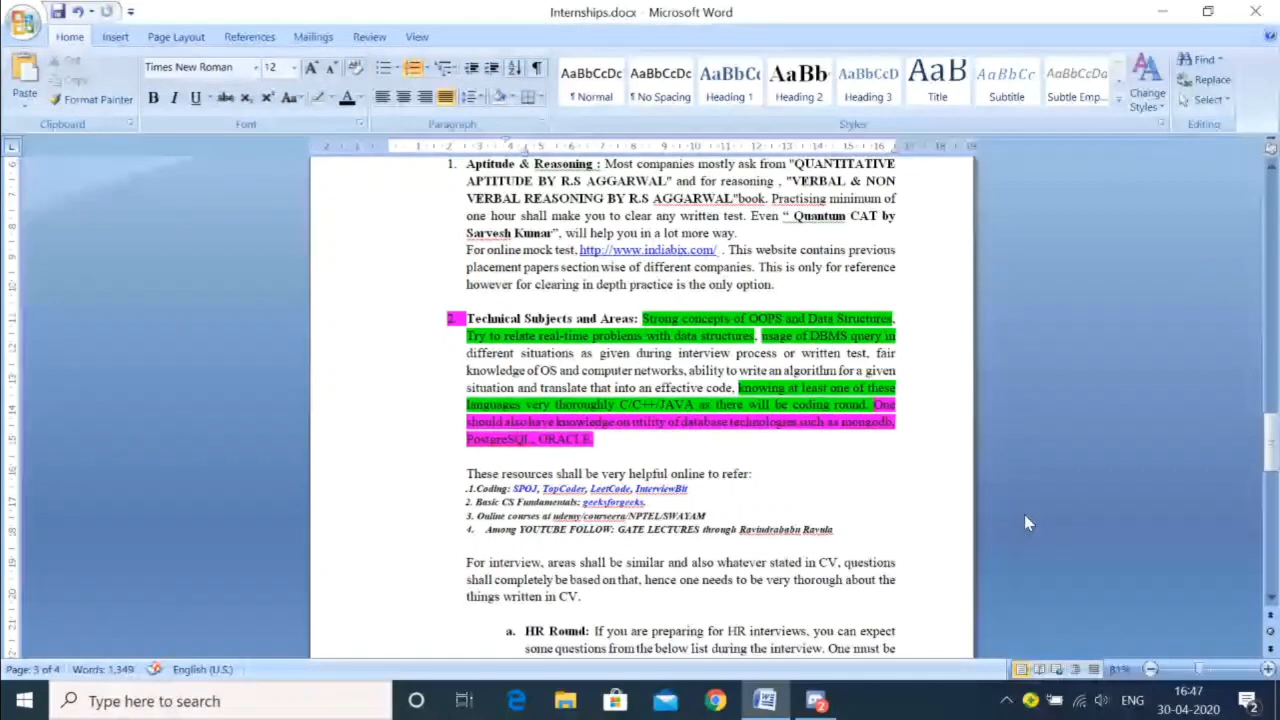 Internships.docx - Microsoft Word
Home Insert Page Layout References Mailings Review View
Paste
Cut
Copy
Format Painter
Clipboard
Times New Roman 12
Font
Paragraph
AaBbCcDc AaBbCcDc AaBbCc AaBb AaBbCcD AaB AaBbCc AaBbCcDa
¶ Normal ¶ No Spacing Heading 1 Heading 2 Heading 3 Title Subtitle Subtle Emp...
Change Styles
Styles
Find
Replace
Select
Editing
1. Aptitude & Reasoning : Most companies mostly ask from "QUANTITATIVE
APTITUDE BY R.S AGGARWAL" and for reasoning , "VERBAL & NON
VERBAL REASONING BY R.S AGGARWAL"book. Practising minimum of
one hour shall make you to clear any written test. Even “ Quantum CAT by
Sarvesh Kumar”, will help you in a lot more way.
For online mock test, http://www.indiabix.com/ . This website contains previous
placement papers section wise of different companies. This is only for reference
however for clearing in depth practice is the only option.
2. Technical Subjects and Areas: Strong concepts of OOPS and Data Structures,
Try to relate real-time problems with data structures, usage of DBMS query in
different situations as given during interview process or written test, fair
knowledge of OS and computer networks, ability to write an algorithm for a given
situation and translate that into an effective code, knowing at least one of these
languages very thoroughly C/C++/JAVA as there will be coding round. One
should also have knowledge on utility of database technologies such as mongodb,
PostgreSQL, ORACLE.
These resources shall be very helpful online to refer:
.1.Coding: SPOJ, TopCoder, LeetCode, InterviewBit
2. Basic CS Fundamentals: geeksforgeeks.
3. Online courses at udemy/courseera/NPTEL/SWAYAM
4. Among YOUTUBE FOLLOW: GATE LECTURES through Ravindrababu Ravula
For interview, areas shall be similar and also whatever stated in CV, questions
shall completely be based on that, hence one needs to be very thorough about the
things written in CV.
a. HR Round: If you are preparing for HR interviews, you can expect
some questions from the below list during the interview. One must be
Page: 3 of 4 Words: 1,349 English (U.S.) 81%
Type here to search
ENG
16:47
30-04-2020